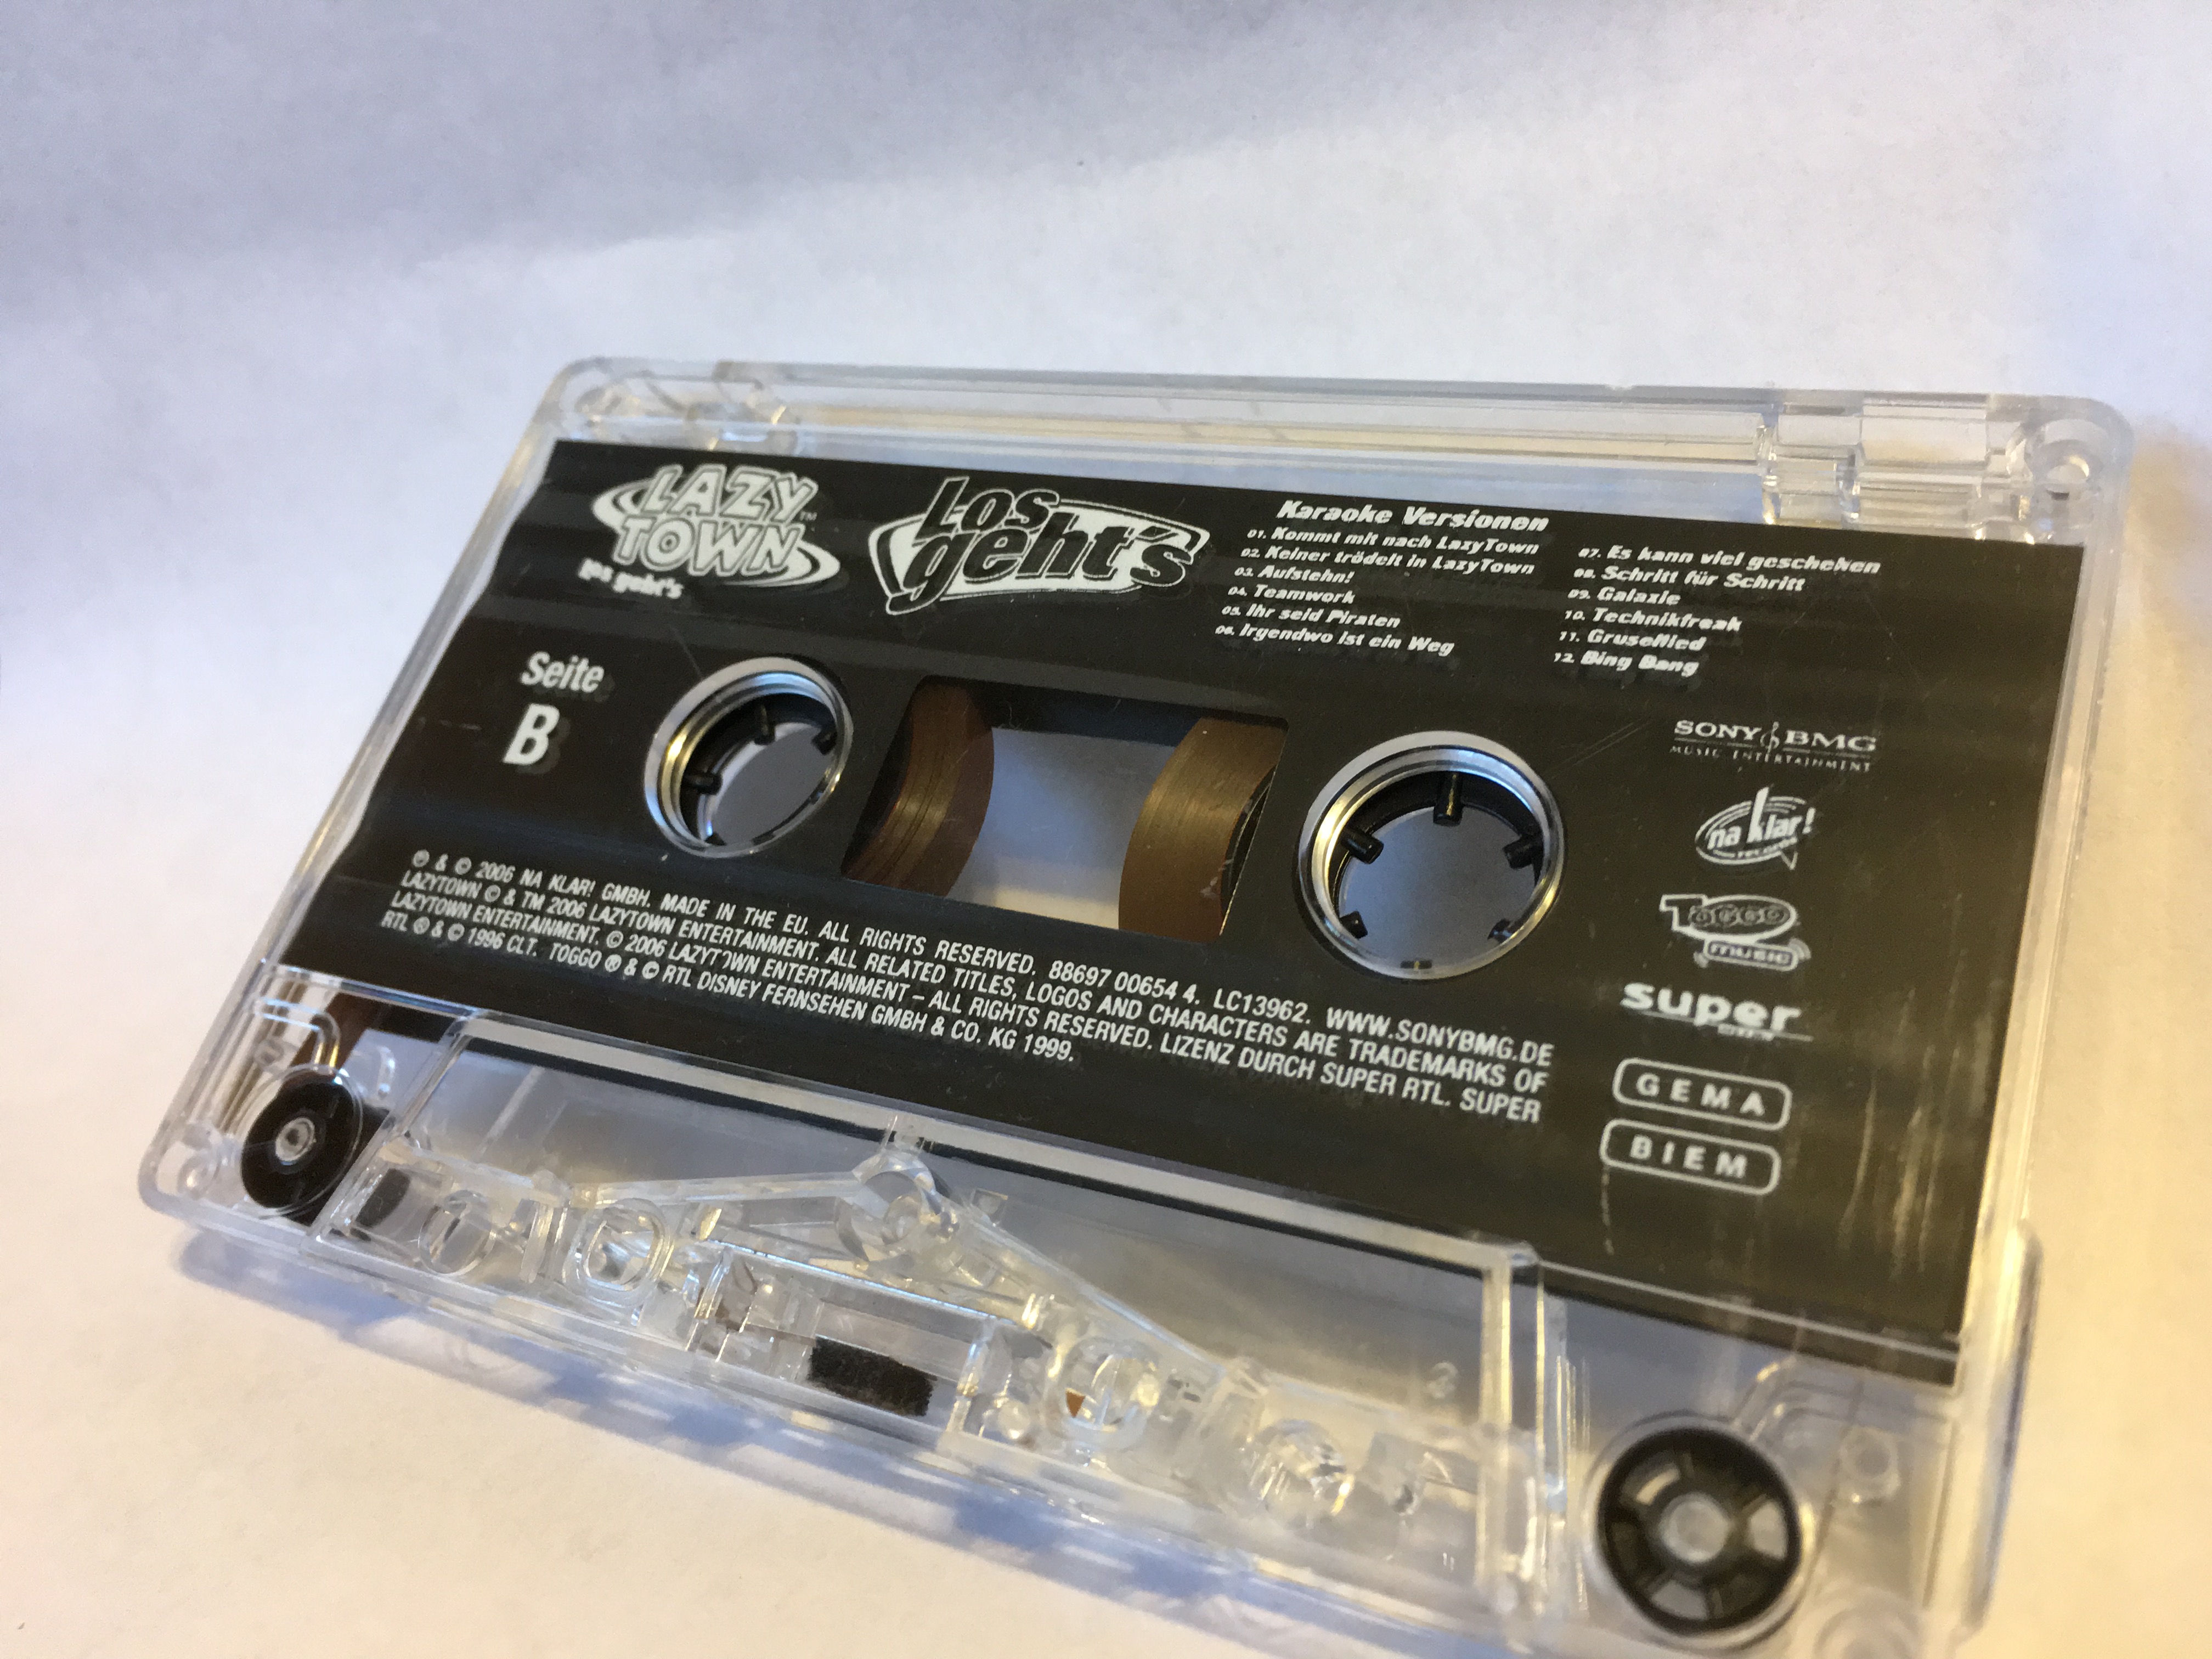 LAZY
TOWN™
Los geht's
Los
geht's
Karaoke Versionen
01. Kommt mit nach LazyTown
02. Keiner trödelt in LazyTown
03. Aufstehn!
04. Teamwork
05. Ihr seid Piraten
06. Irgendwo ist ein Weg
07. Es kann viel geschehen
08. Schritt für Schritt
09. Galaxie
10. Technikfreak
11. Grusellied
12. Bing Bang
Seite
B
SONY BMG
MUSIC ENTERTAINMENT
na klar!
records
TOGGO
music
super
GEMA
BIEM
℗ & © 2006 NA KLAR! GMBH. MADE IN THE EU. ALL RIGHTS RESERVED. 88697 00654 4. LC13962. WWW.SONYBMG.DE
LAZYTOWN © & TM 2006 LAZYTOWN ENTERTAINMENT. ALL RELATED TITLES, LOGOS AND CHARACTERS ARE TRADEMARKS OF
LAZYTOWN ENTERTAINMENT. © 2006 LAZYTOWN ENTERTAINMENT – ALL RIGHTS RESERVED. LIZENZ DURCH SUPER RTL. SUPER
RTL ® & © 1996 CLT. TOGGO ® & © RTL DISNEY FERNSEHEN GMBH & CO. KG 1999.
3